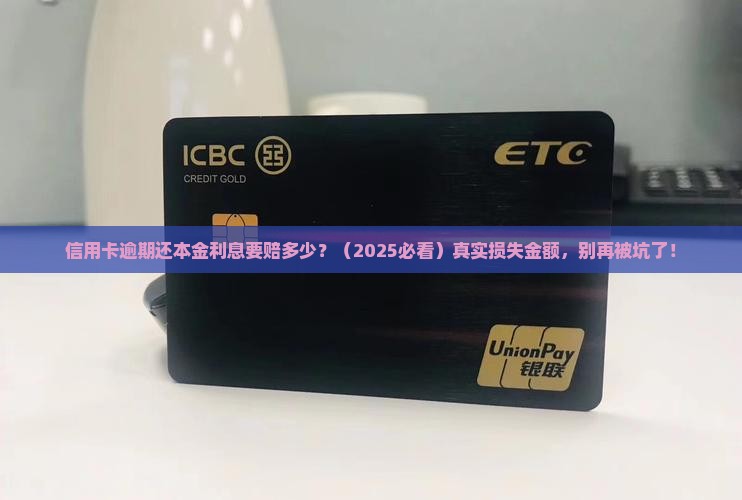 ICBC
ETC
CREDIT GOLD
信用卡逾期还本金利息要赔多少？（2025必看）真实损失金额，别再被坑了！
UnionPay
银联